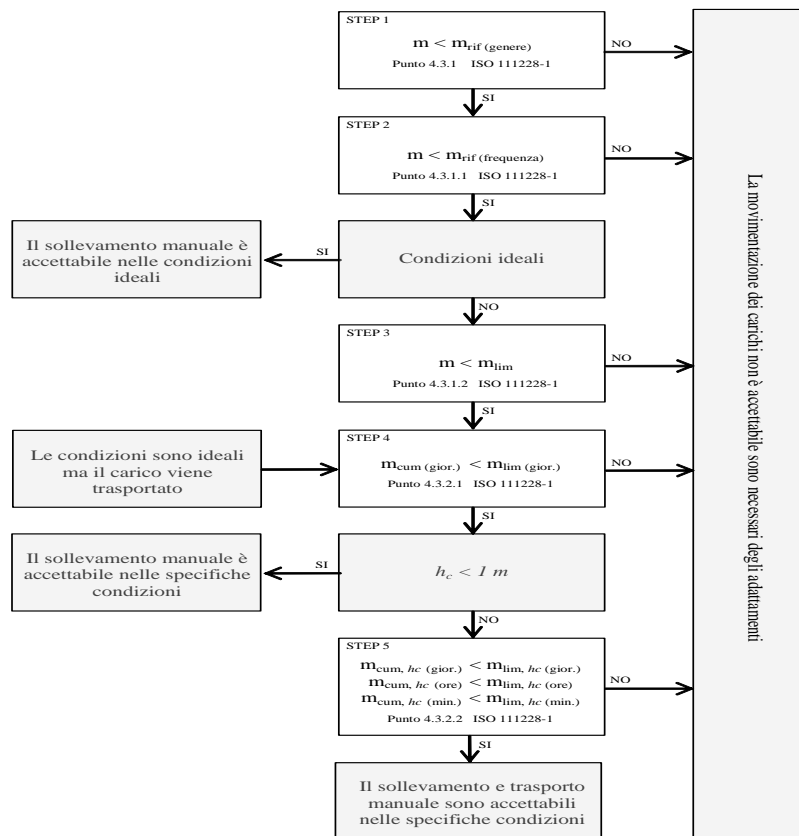 STEP 1
m < mrif (genere)
Punto 4.3.1 ISO 111228-1
NO
SI
STEP 2
m < mrif (frequenza)
Punto 4.3.1.1 ISO 111228-1
NO
SI
Il sollevamento manuale è
accettabile nelle condizioni
ideali
SI
Condizioni ideali
NO
STEP 3
m < mlim
Punto 4.3.1.2 ISO 111228-1
NO
SI
Le condizioni sono ideali
ma il carico viene
trasportato
STEP 4
mcum (gior.) < mlim (gior.)
Punto 4.3.2.1 ISO 111228-1
NO
SI
Il sollevamento manuale è
accettabile nelle specifiche
condizioni
SI
hc < 1 m
NO
STEP 5
mcum, hc (gior.) < mlim, hc (gior.)
mcum, hc (ore) < mlim, hc (ore)
mcum, hc (min.) < mlim, hc (min.)
Punto 4.3.2.2 ISO 111228-1
NO
SI
Il sollevamento e trasporto
manuale sono accettabili
nelle specifiche condizioni
La movimentazione dei carichi non è accettabile sono necessari degli adattamenti